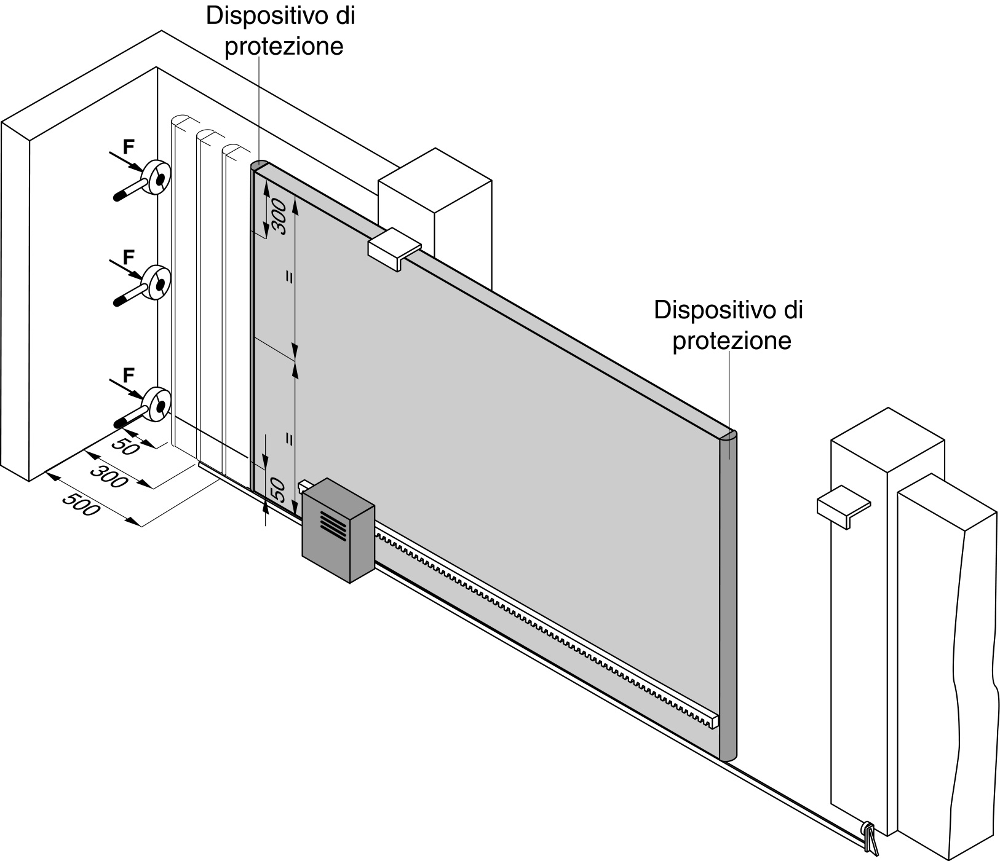 Dispositivo di
protezione
F
300
=
F
Dispositivo di
protezione
F
50
300
500
=
50